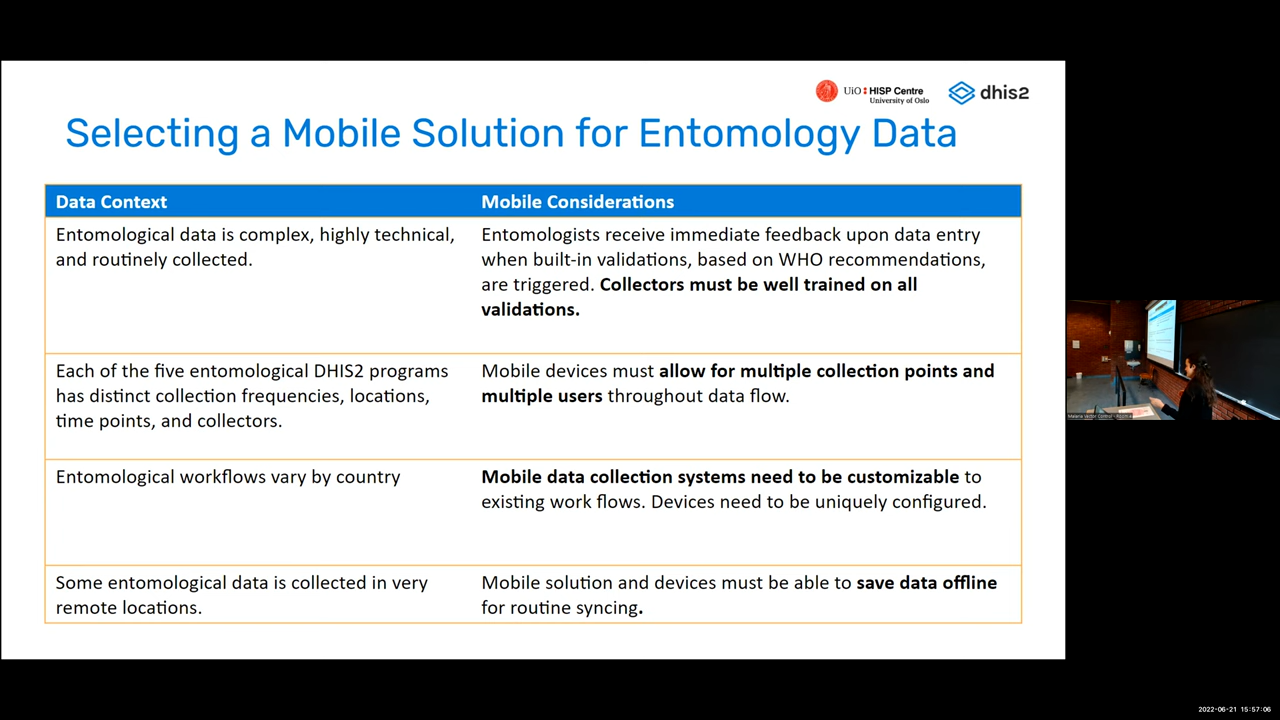 UiO HISP Centre
University of Oslo
dhis2
Selecting a Mobile Solution for Entomology Data
Data Context
Mobile Considerations
Entomological data is complex, highly technical,
and routinely collected.
Entomologists receive immediate feedback upon data entry
when built-in validations, based on WHO recommendations,
are triggered. Collectors must be well trained on all
validations.
Each of the five entomological DHIS2 programs
has distinct collection frequencies, locations,
time points, and collectors.
Mobile devices must allow for multiple collection points and
multiple users throughout data flow.
Entomological workflows vary by country
Mobile data collection systems need to be customizable to
existing work flows. Devices need to be uniquely configured.
Some entomological data is collected in very
remote locations.
Mobile solution and devices must be able to save data offline
for routine syncing.
Malaria Vector Control -
2022-06-21 15:57:06